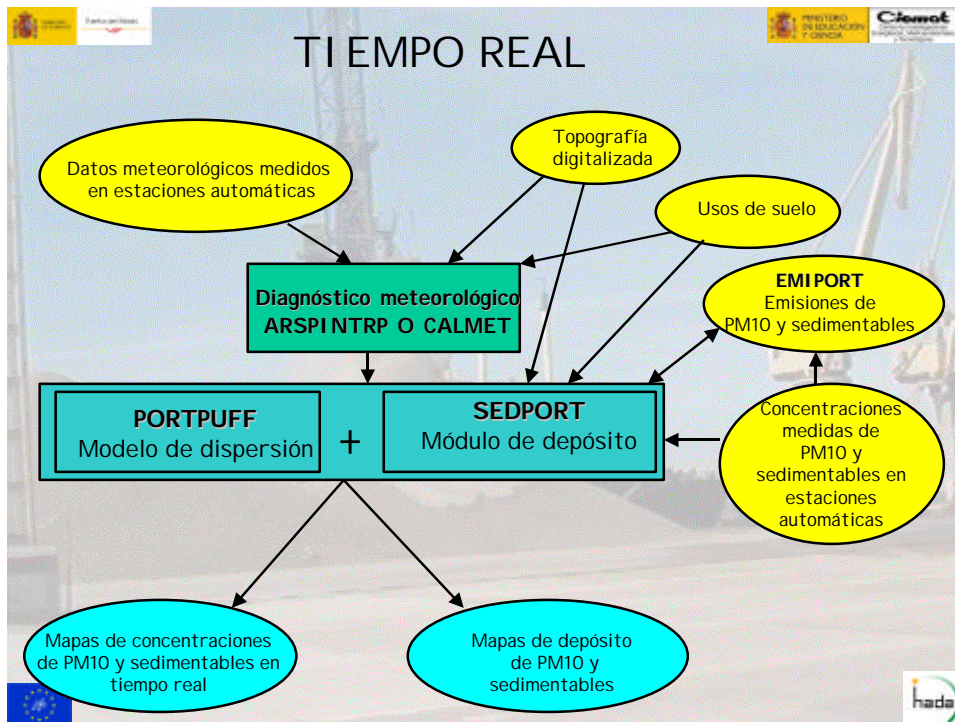 Puertos del Estado
MINISTERIO
DE EDUCACIÓN
Y CIENCIA
Ciemat
TIEMPO REAL
Datos meteorológicos medidos
en estaciones automáticas
Topografía
digitalizada
Usos de suelo
Diagnóstico meteorológico
ARSPINTRP O CALMET
EMIPORT
Emisiones de
PM10 y sedimentables
PORTPUFF
Modelo de dispersión
+
SEDPORT
Módulo de depósito
Concentraciones
medidas de
PM10 y
sedimentables en
estaciones
automáticas
Mapas de concentraciones
de PM10 y sedimentables en
tiempo real
Mapas de depósito
de PM10 y
sedimentables
hada